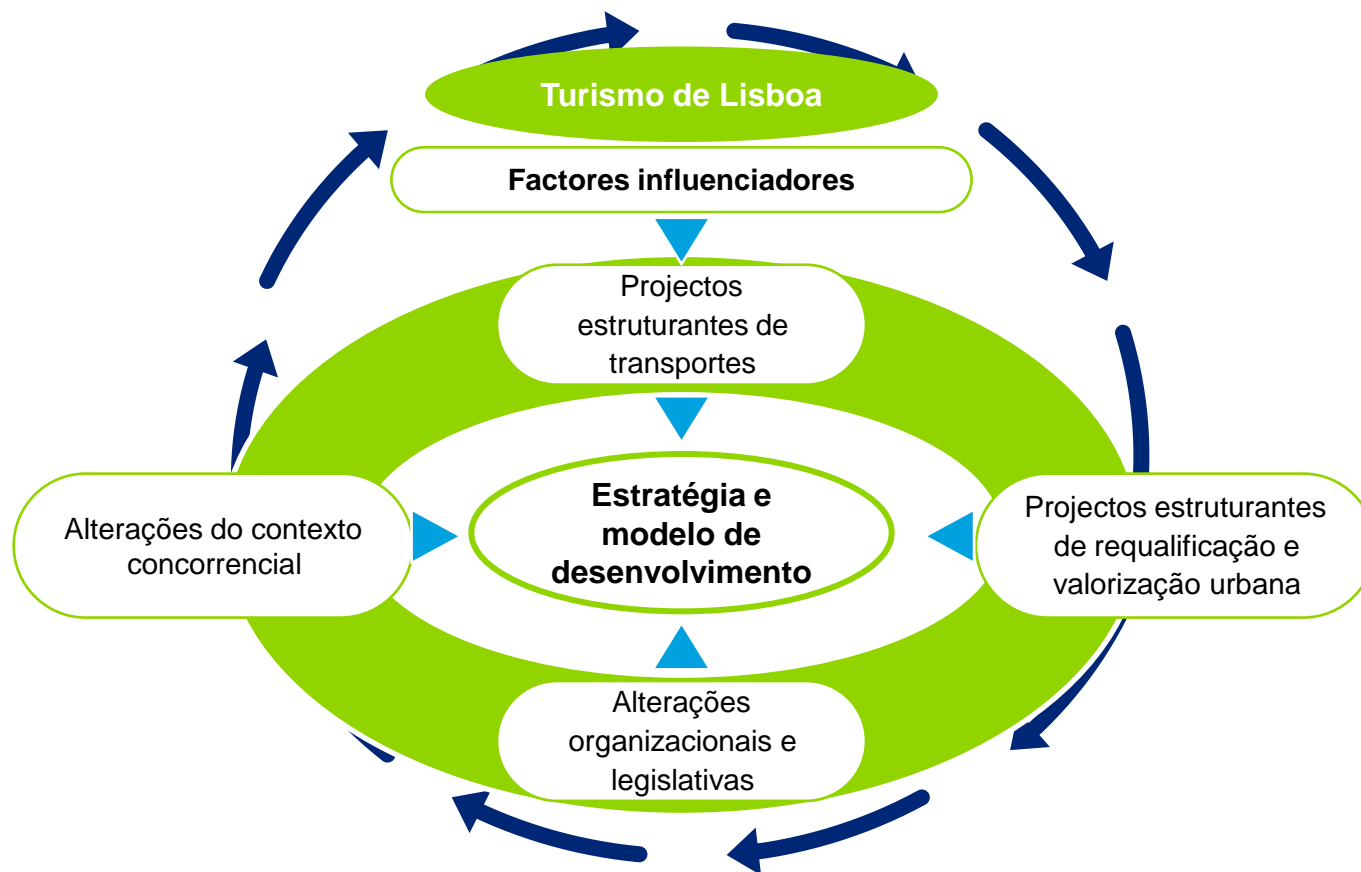 Turismo de Lisboa
Factores influenciadores
Projectos
estruturantes de
transportes
Alterações do contexto
concorrencial
Estratégia e
modelo de
desenvolvimento
Projectos estruturantes
de requalificação e
valorização urbana
Alterações
organizacionais e
legislativas